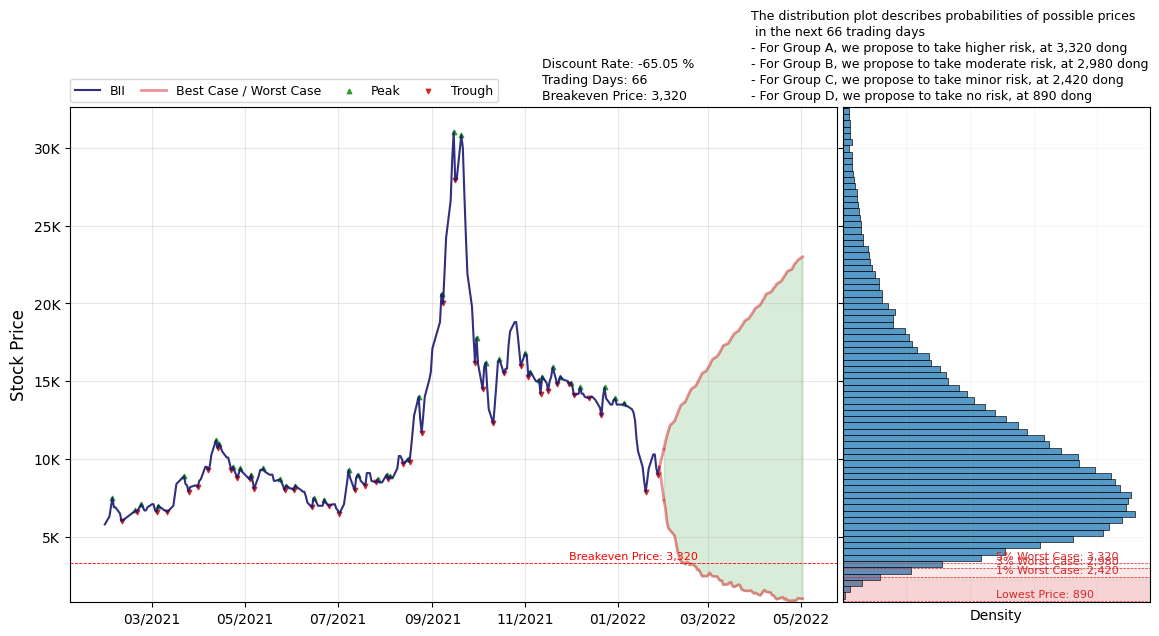 The distribution plot describes probabilities of possible prices
in the next 66 trading days
- For Group A, we propose to take higher risk, at 3,320 dong
- For Group B, we propose to take moderate risk, at 2,980 dong
- For Group C, we propose to take minor risk, at 2,420 dong
- For Group D, we propose to take no risk, at 890 dong
Discount Rate: -65.05 %
Trading Days: 66
Breakeven Price: 3,320
BII
Best Case / Worst Case
Peak
Trough
Stock Price
30K
25K
20K
15K
10K
5K
Breakeven Price: 3,320
5% Worst Case: 3,320
3% Worst Case: 2,980
1% Worst Case: 2,420
Lowest Price: 890
03/2021
05/2021
07/2021
09/2021
11/2021
01/2022
03/2022
05/2022
Density